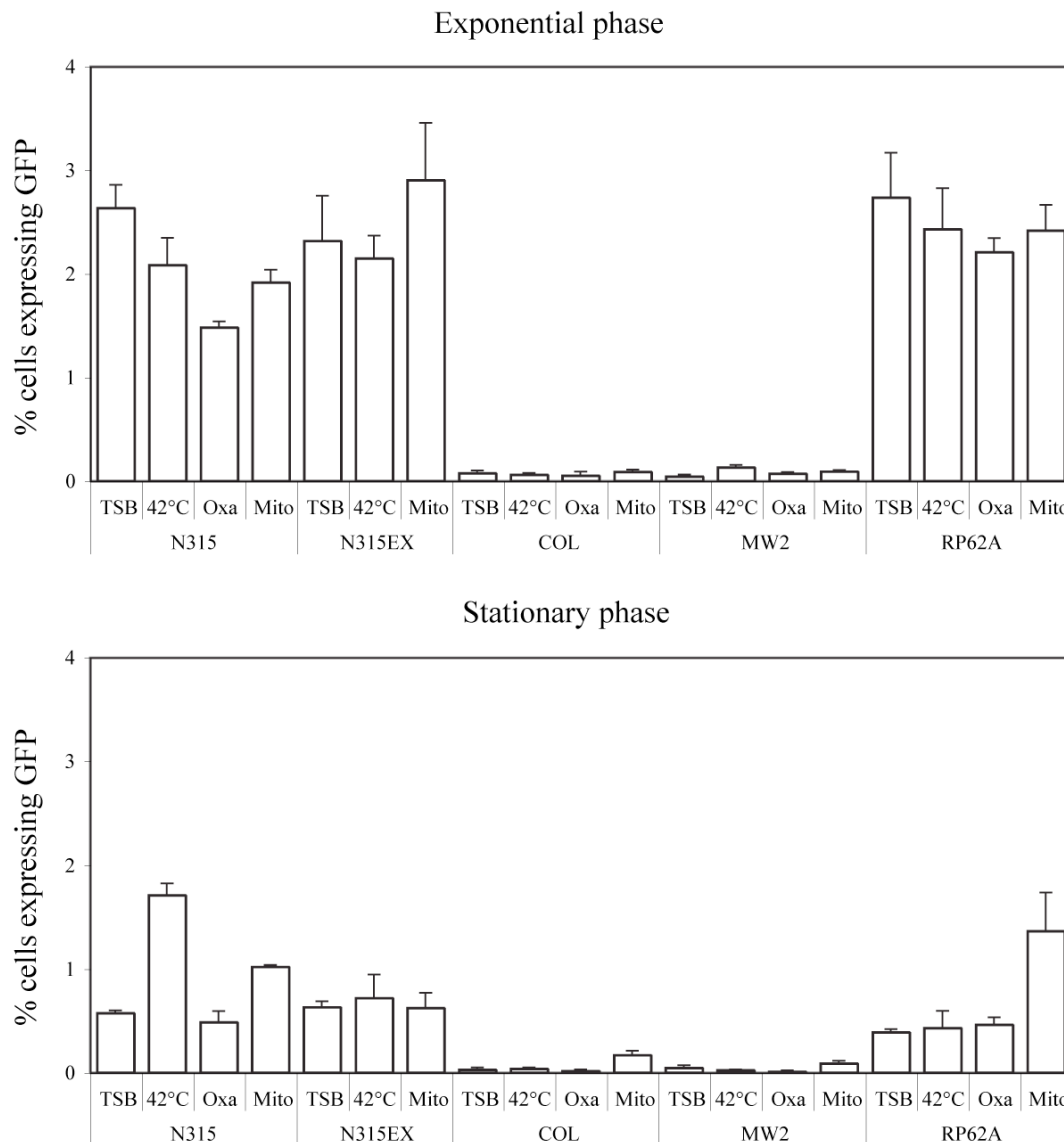 Exponential phase
% cells expressing GFP
4
3
2
1
0
TSB 42°C Oxa Mito TSB 42°C Mito TSB 42°C Oxa Mito TSB 42°C Oxa Mito TSB 42°C Oxa Mito
N315 N315EX COL MW2 RP62A
Stationary phase
% cells expressing GFP
4
3
2
1
0
TSB 42°C Oxa Mito TSB 42°C Mito TSB 42°C Oxa Mito TSB 42°C Oxa Mito TSB 42°C Oxa Mito
N315 N315EX COL MW2 RP62A